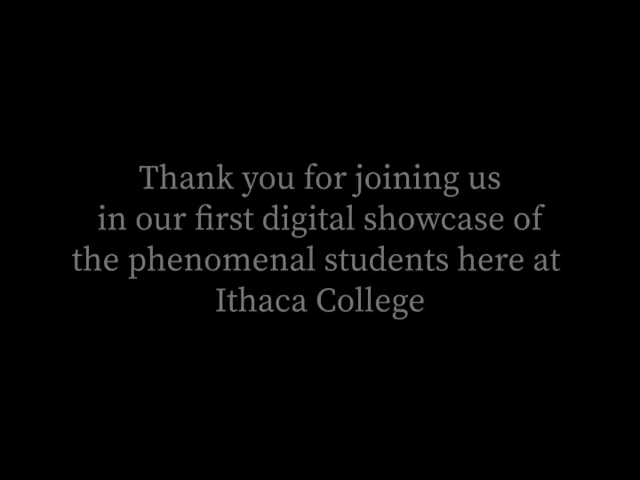 Thank you for joining us
in our first digital showcase of
the phenomenal students here at
Ithaca College